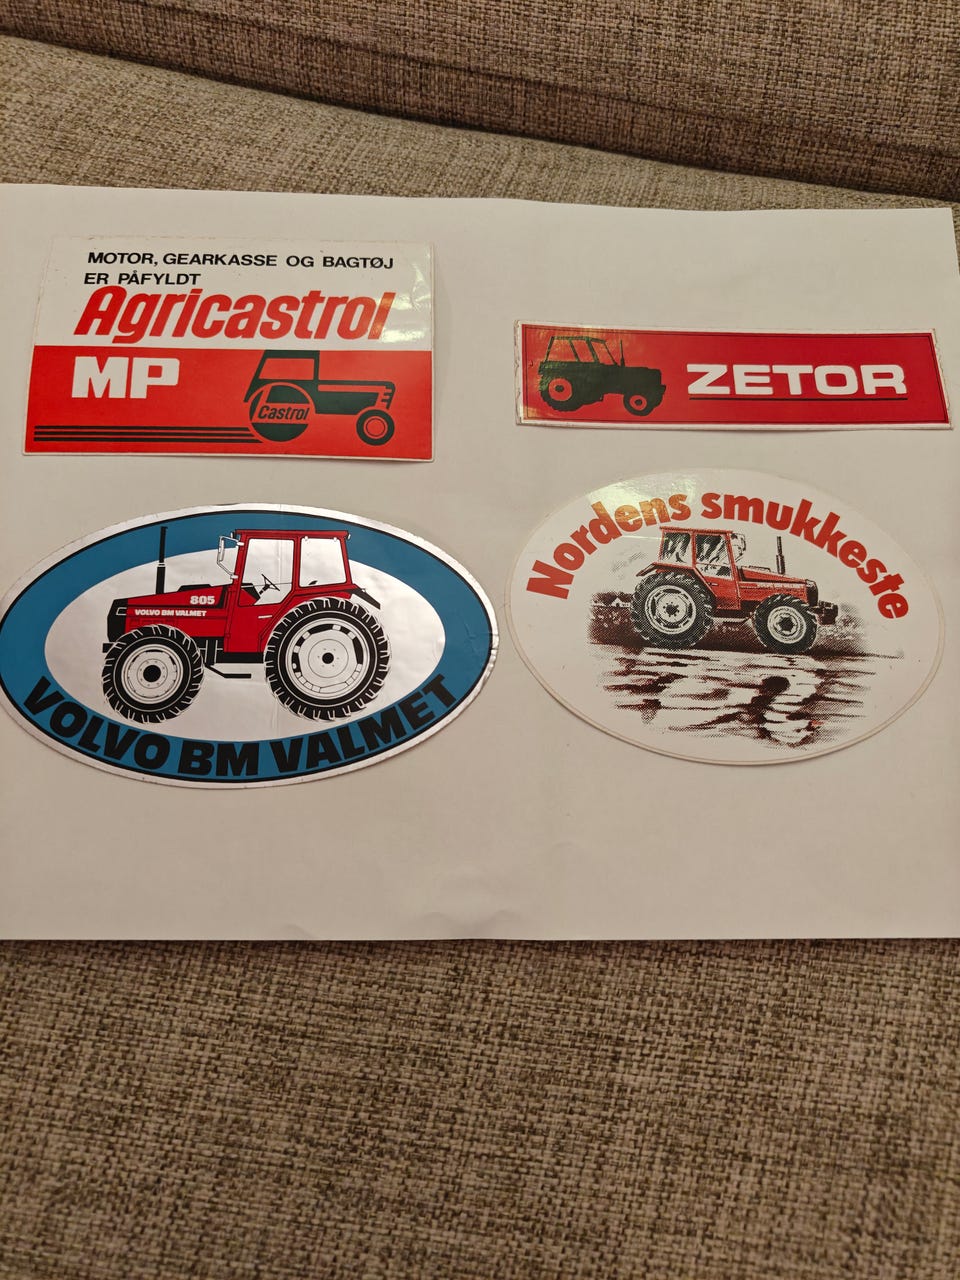 MOTOR, GEARKASSE OG BAGTØJ
ER PÅFYLDT
Agricastrol
MP
Castrol
ZETOR
805
VOLVO BM VALMET
VOLVO BM VALMET
Nordens smukkeste